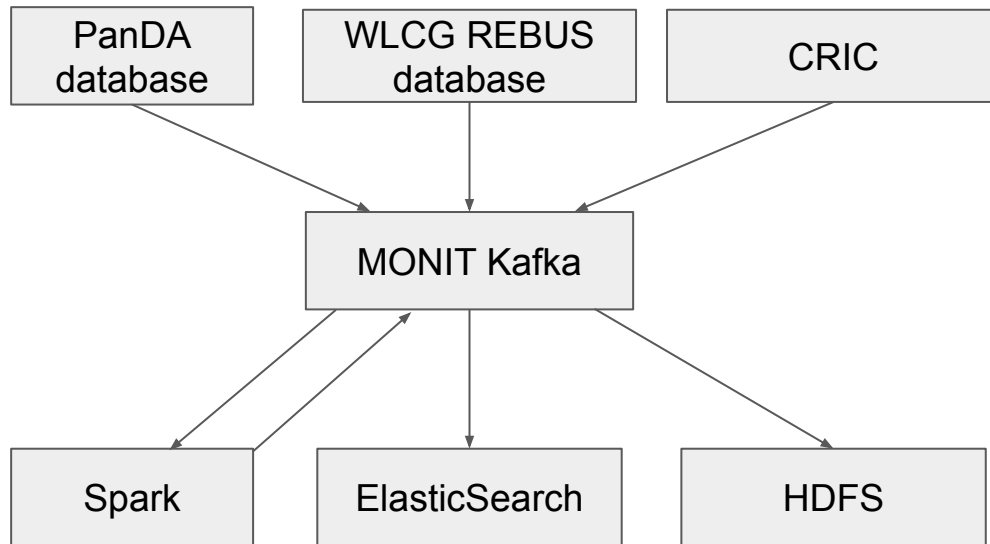 PanDA
database
WLCG REBUS
database
CRIC
MONIT Kafka
Spark
ElasticSearch
HDFS